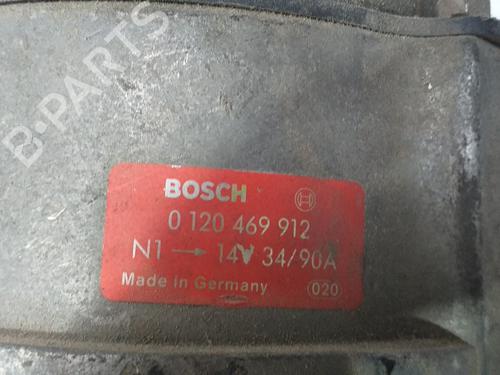 B-PARTS
BOSCH
0 120 469 912
N1 → 14V 34/90A
Made in Germany 020